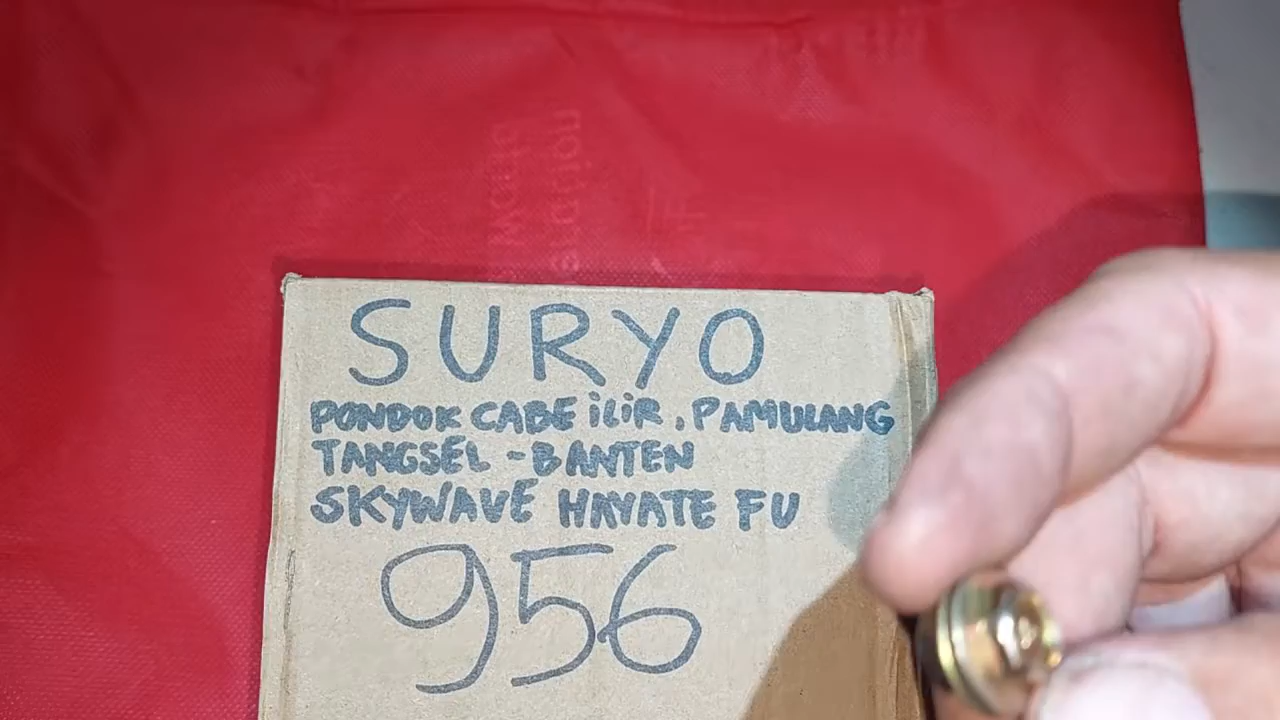 SURYO
PONDOK CABE iLiR, PAMULANG
TANGSEL - BANTEN
SKYWAVE HAYATE FU
956